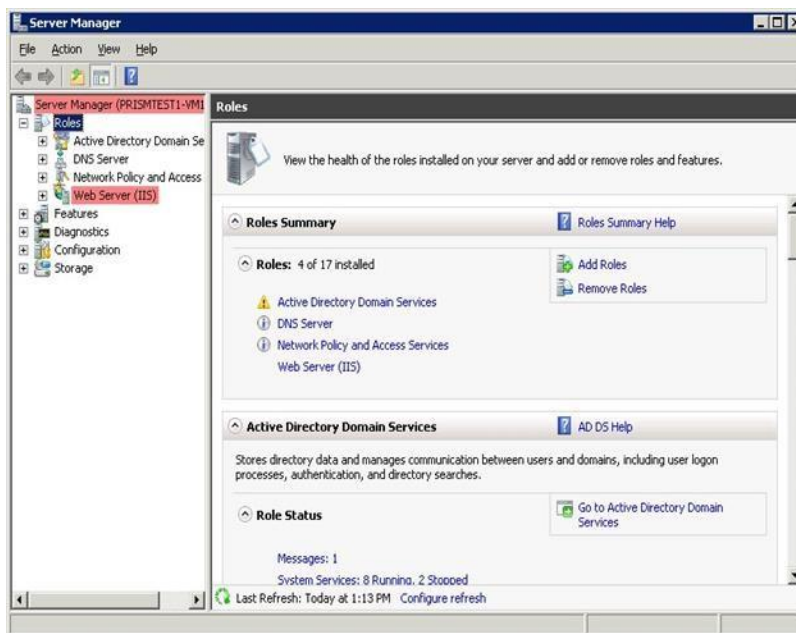 Server Manager
File Action View Help
Server Manager (PRISMTEST1-VM1
Roles
Active Directory Domain Se
DNS Server
Network Policy and Access
Web Server (IIS)
Features
Diagnostics
Configuration
Storage
Roles
View the health of the roles installed on your server and add or remove roles and features.
Roles Summary
Roles Summary Help
Roles: 4 of 17 installed
Add Roles
Remove Roles
Active Directory Domain Services
DNS Server
Network Policy and Access Services
Web Server (IIS)
Active Directory Domain Services
AD DS Help
Stores directory data and manages communication between users and domains, including user logon
processes, authentication, and directory searches.
Role Status
Go to Active Directory Domain
Services
Messages: 1
System Services: 8 Running, 2 Stopped
Last Refresh: Today at 1:13 PM Configure refresh